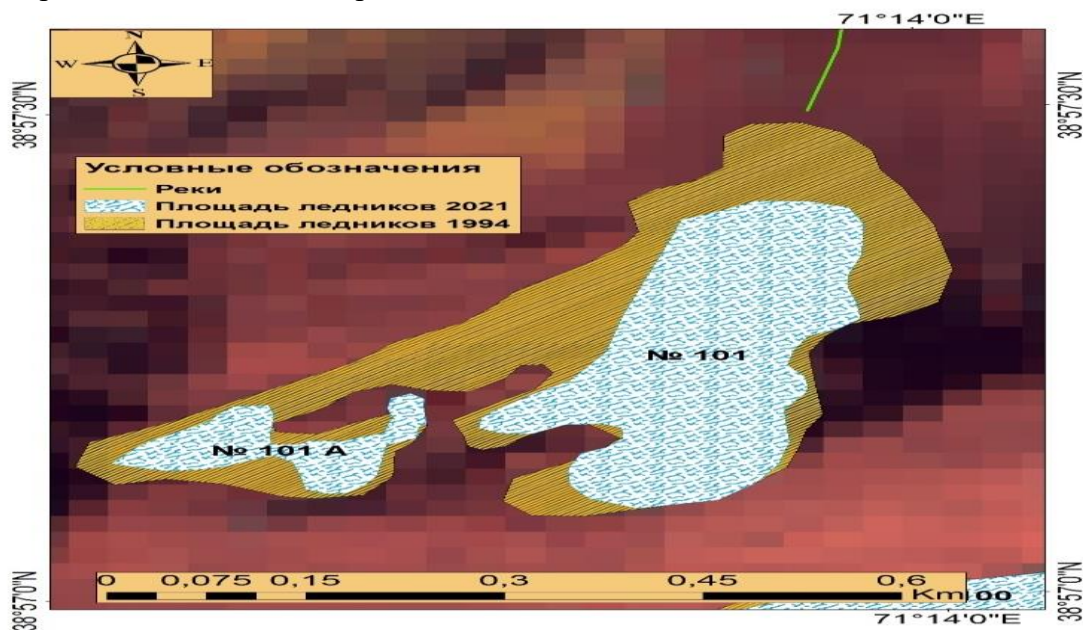 71°14'0"E
N
W E
S
38°57'30"N
38°57'30"N
Условные обозначения
Реки
Площадь ледников 2021
Площадь ледников 1994
№ 101
№ 101 А
0 0,075 0,15 0,3 0,45 0,6
Km
00
38°57'0"N
38°57'0"N
71°14'0"E